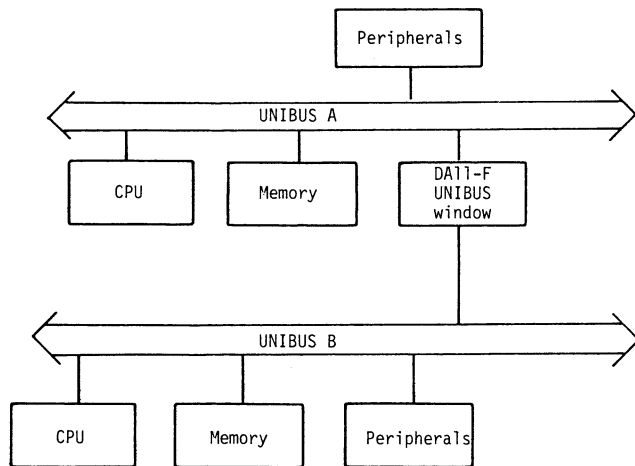 Peripherals
UNIBUS A
CPU
Memory
DA11-F
UNIBUS
window
UNIBUS B
CPU
Memory
Peripherals